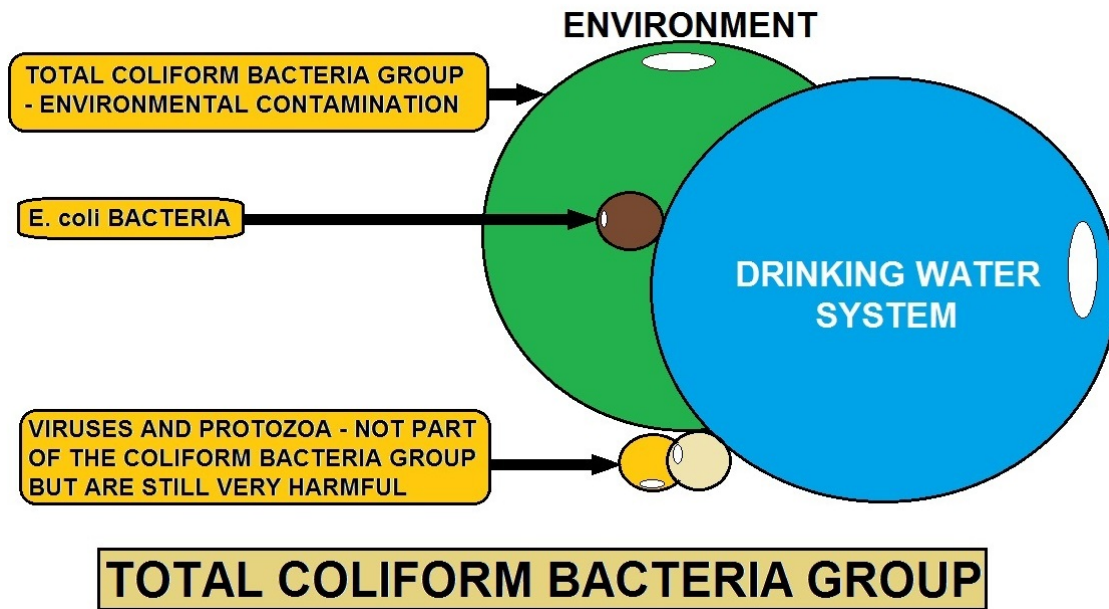 ENVIRONMENT
TOTAL COLIFORM BACTERIA GROUP
- ENVIRONMENTAL CONTAMINATION
E. coli BACTERIA
DRINKING WATER
SYSTEM
VIRUSES AND PROTOZOA - NOT PART
OF THE COLIFORM BACTERIA GROUP
BUT ARE STILL VERY HARMFUL
TOTAL COLIFORM BACTERIA GROUP